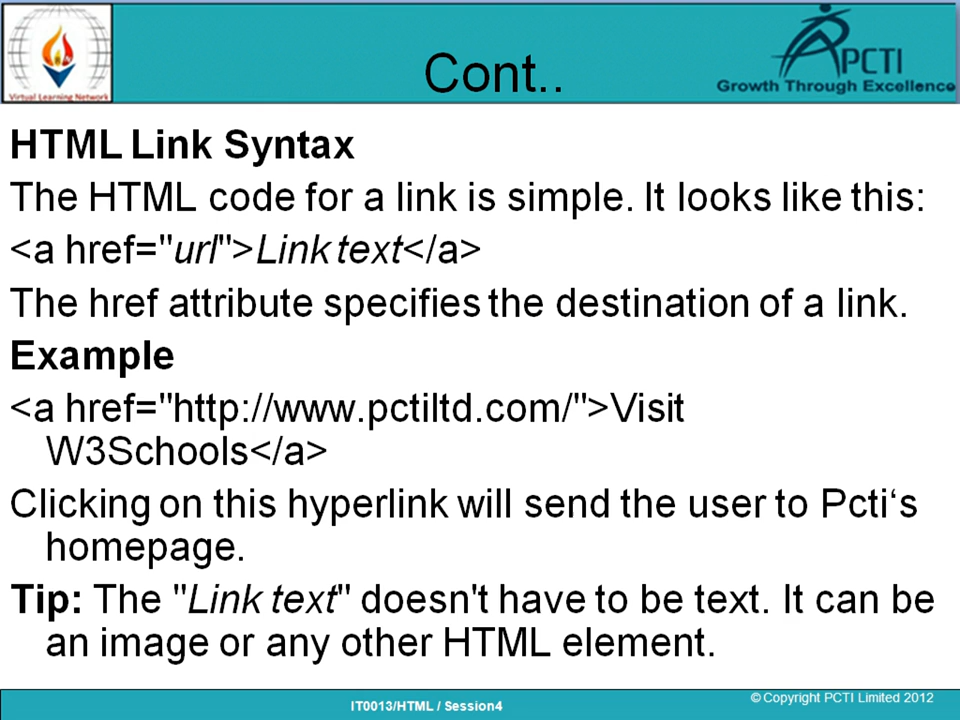 Virtual Learning Network
Cont..
APCTI
Growth Through Excellence
HTML Link Syntax
The HTML code for a link is simple. It looks like this:
<a href="url">Link text</a>
The href attribute specifies the destination of a link.
Example
<a href="http://www.pctiltd.com/">Visit
W3Schools</a>
Clicking on this hyperlink will send the user to Pcti‘s
homepage.
Tip: The "Link text" doesn't have to be text. It can be
an image or any other HTML element.
IT0013/HTML / Session4
© Copyright PCTI Limited 2012